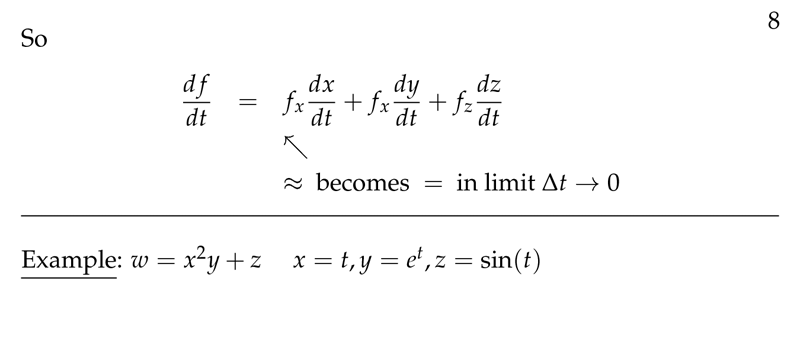 8
So
df/dt = f_x dx/dt + f_x dy/dt + f_z dz/dt
↖
≈ becomes = in limit Δt → 0
Example: w = x²y + z x = t, y = eᵗ, z = sin(t)